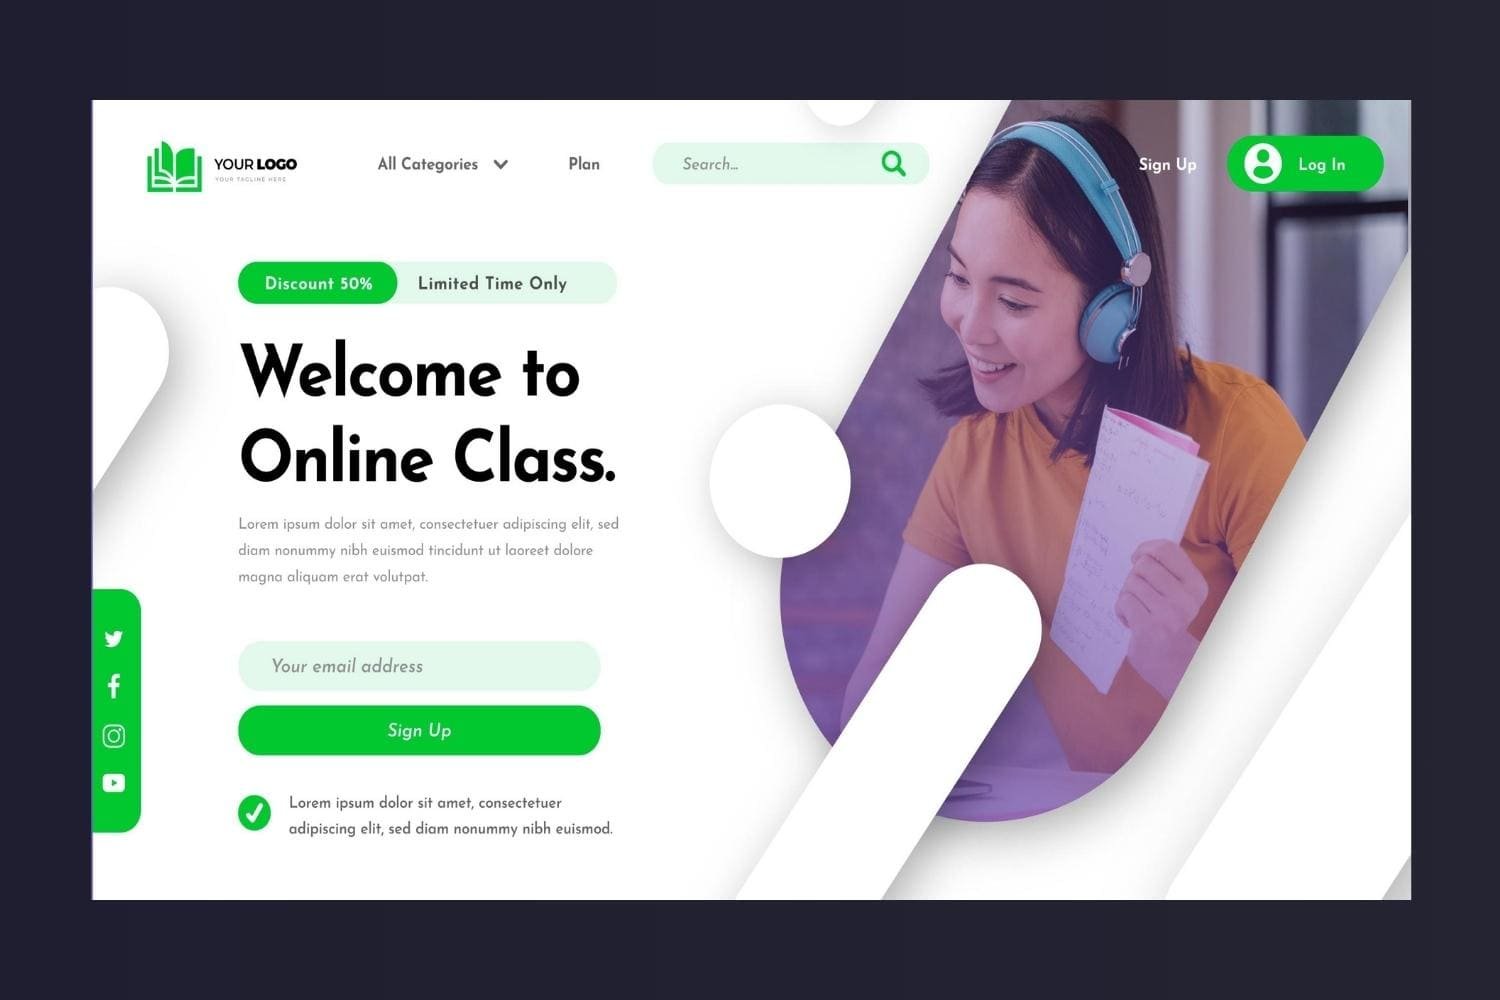 YOUR LOGO
YOUR TAGLINE HERE
All Categories
Plan
Search...
Sign Up
Log In
Discount 50%
Limited Time Only
Welcome to
Online Class.
Lorem ipsum dolor sit amet, consectetuer adipiscing elit, sed
diam nonummy nibh euismod tincidunt ut laoreet dolore
magna aliquam erat volutpat.
Your email address
Sign Up
Lorem ipsum dolor sit amet, consectetuer
adipiscing elit, sed diam nonummy nibh euismod.